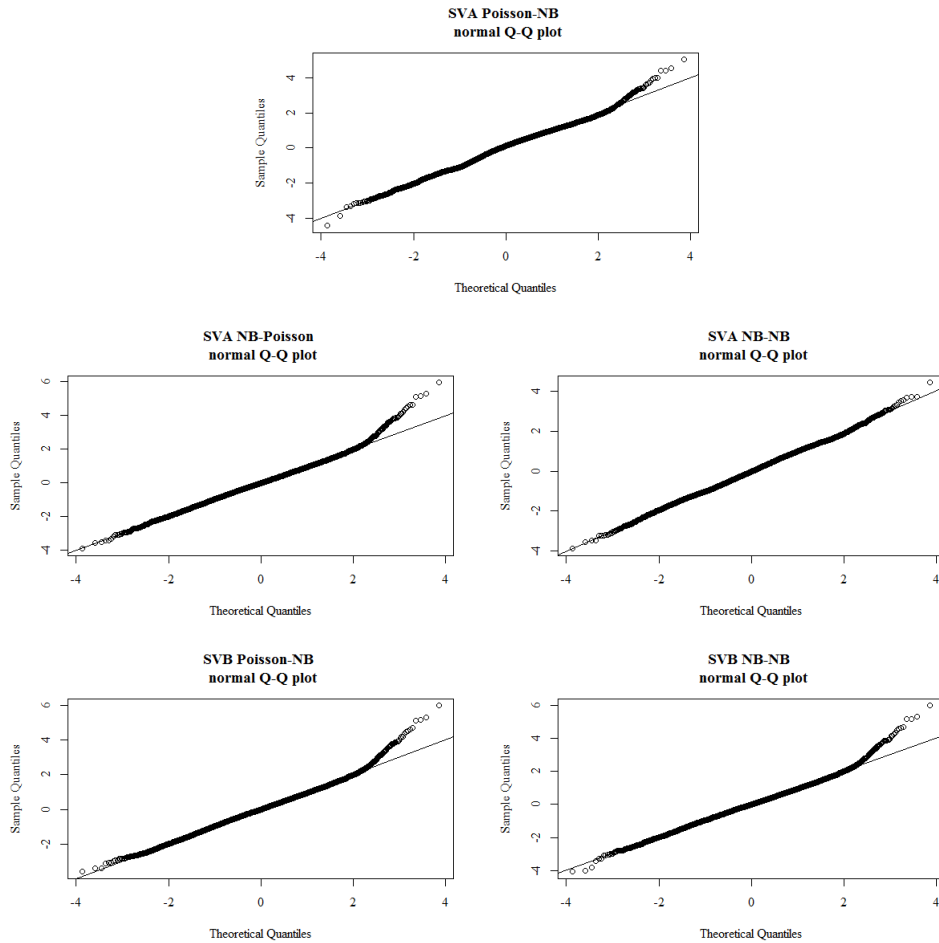 SVA Poisson-NB
normal Q-Q plot
Sample Quantiles
4
2
0
-2
-4
-4 -2 0 2 4
Theoretical Quantiles
SVA NB-Poisson
normal Q-Q plot
Sample Quantiles
6
4
2
0
-2
-4
-4 -2 0 2 4
Theoretical Quantiles
SVA NB-NB
normal Q-Q plot
Sample Quantiles
4
2
0
-2
-4
-4 -2 0 2 4
Theoretical Quantiles
SVB Poisson-NB
normal Q-Q plot
Sample Quantiles
6
4
2
0
-2
-4 -2 0 2 4
Theoretical Quantiles
SVB NB-NB
normal Q-Q plot
Sample Quantiles
6
4
2
0
-2
-4
-4 -2 0 2 4
Theoretical Quantiles